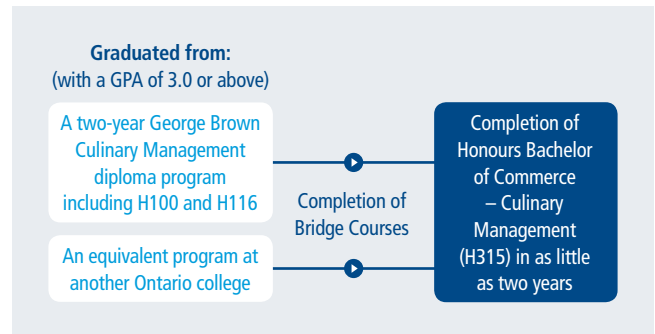 Graduated from:
(with a GPA of 3.0 or above)
A two-year George Brown
Culinary Management
diploma program
including H100 and H116
An equivalent program at
another Ontario college
Completion of
Bridge Courses
Completion of
Honours Bachelor
of Commerce
– Culinary
Management
(H315) in as little
as two years